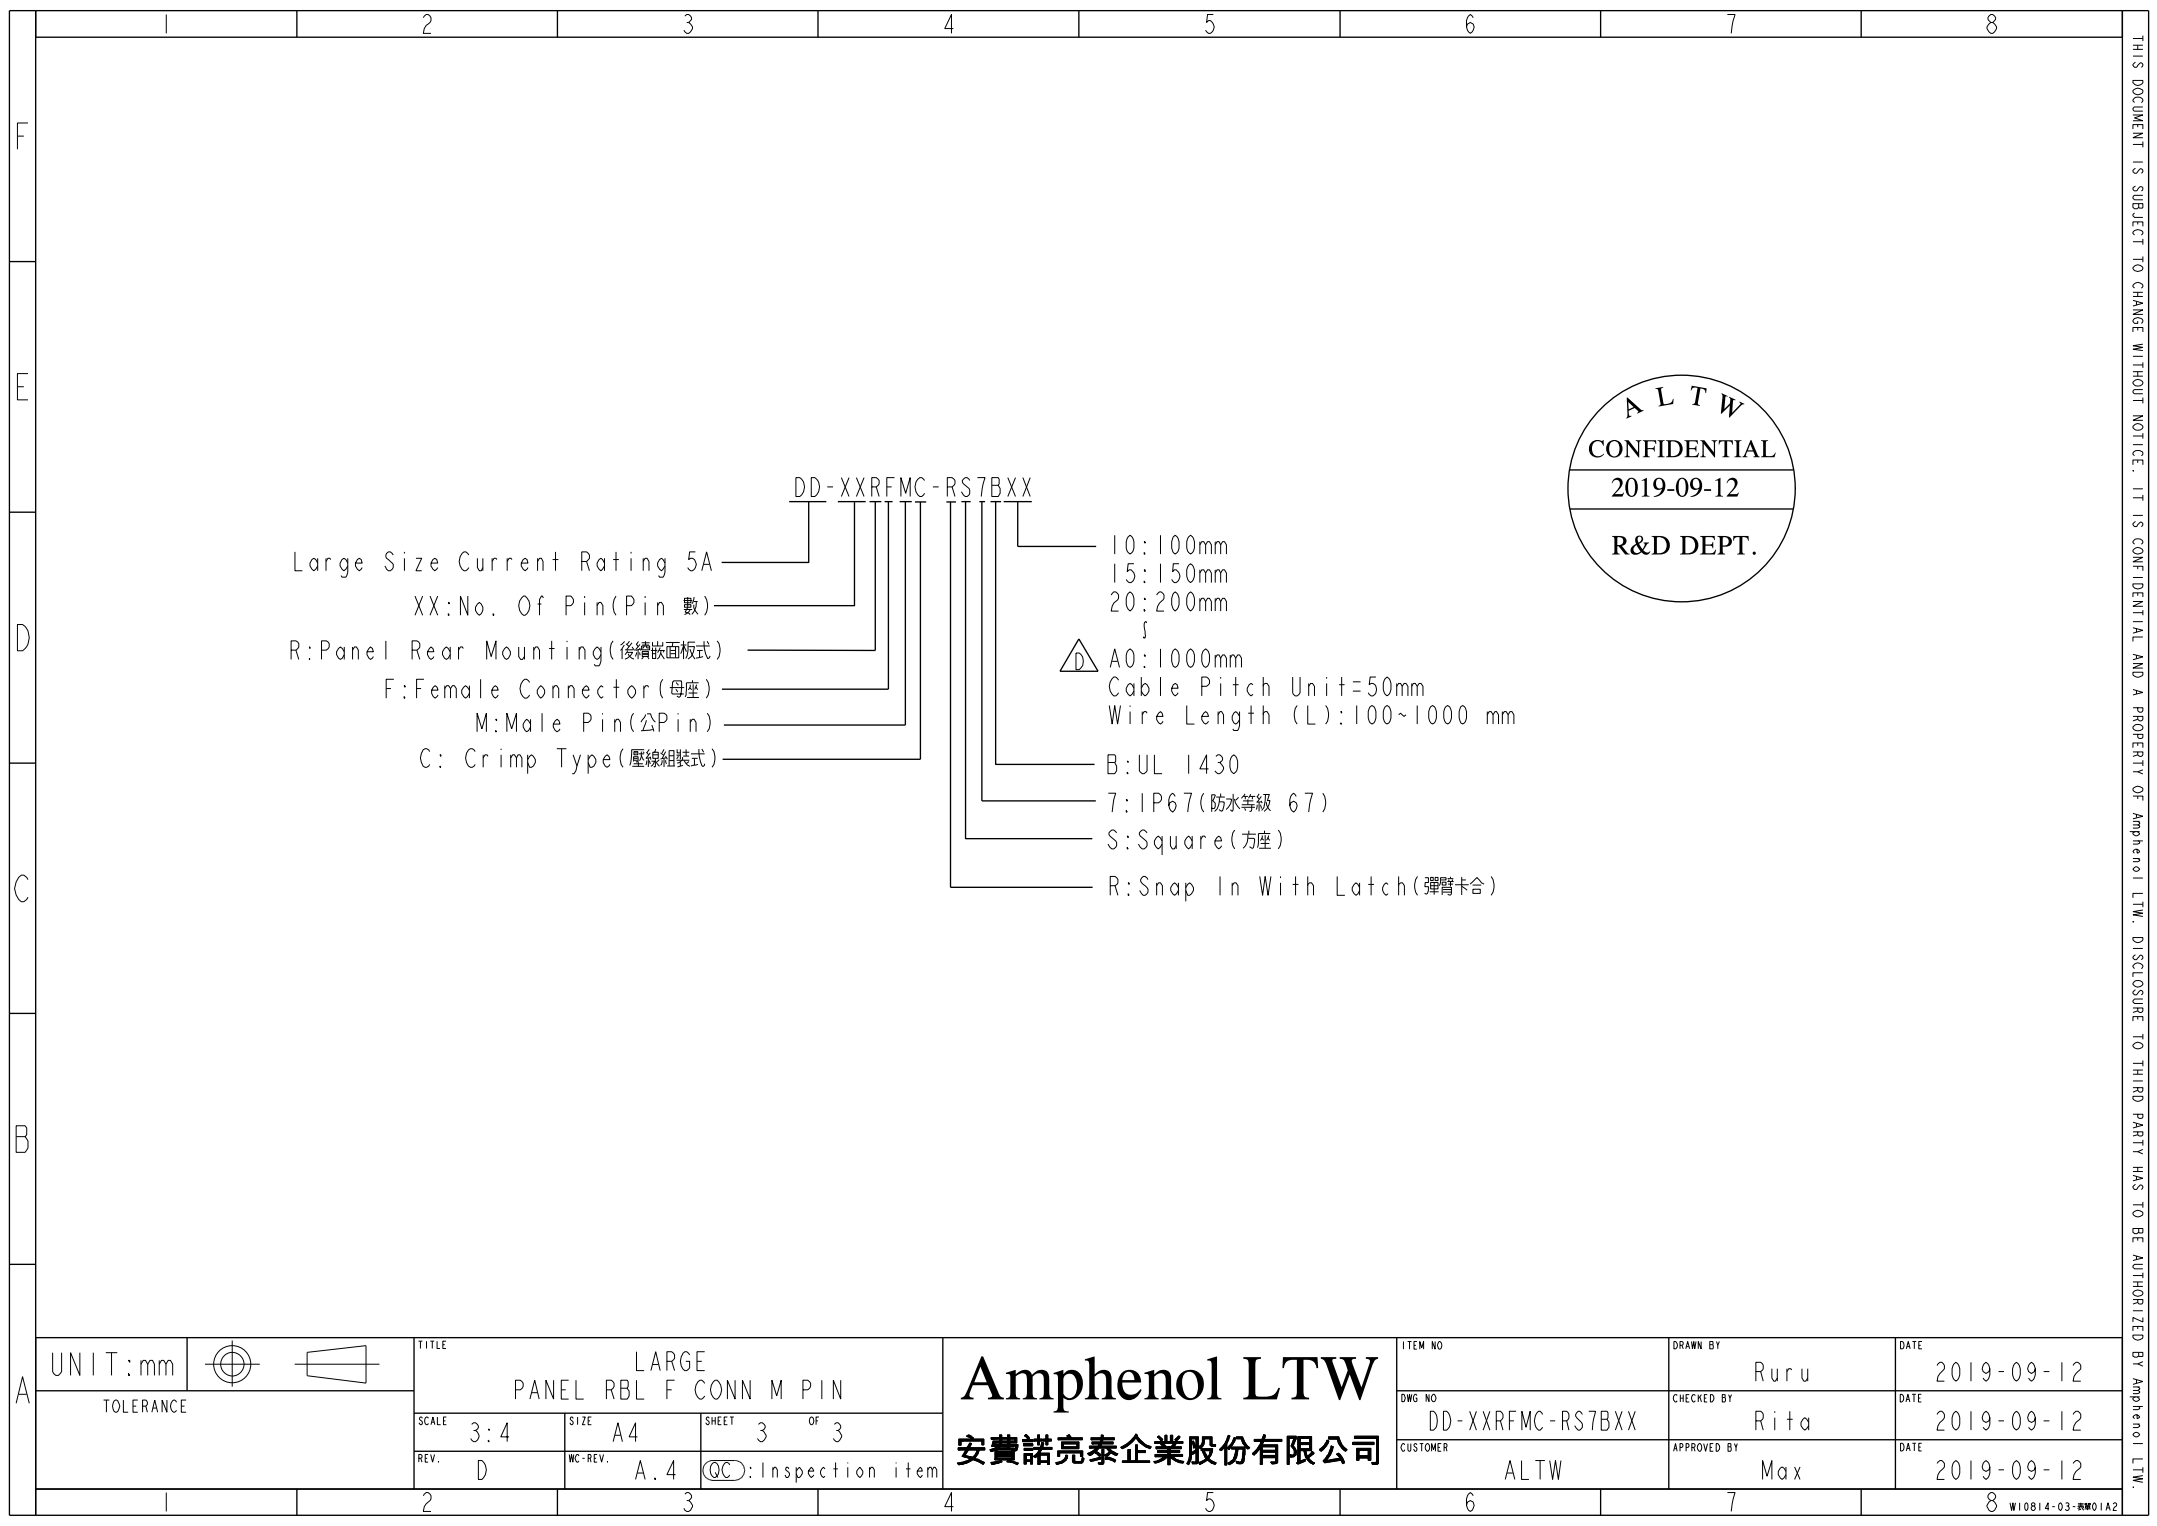 1 2 3 4 5 6 7 8
F
E
D
C
B
A
THIS DOCUMENT IS SUBJECT TO CHANGE WITHOUT NOTICE. IT IS CONFIDENTIAL AND A PROPERTY OF Amphenol LTW. DISCLOSURE TO THIRD PARTY HAS TO BE AUTHORIZED BY Amphenol LTW.
ALTW
CONFIDENTIAL
2019-09-12
R&D DEPT.
DD-XXRFMC-RS7BXX
Large Size Current Rating 5A
XX:No. Of Pin(Pin 數)
R:Panel Rear Mounting(後續嵌面板式)
F:Female Connector(母座)
M:Male Pin(公Pin)
C: Crimp Type(壓線組裝式)
10:100mm
15:150mm
20:200mm
∫
D A0:1000mm
Cable Pitch Unit=50mm
Wire Length (L):100~1000 mm
B:UL 1430
7:IP67(防水等級 67)
S:Square(方座)
R:Snap In With Latch(彈臂卡合)
UNIT:mm
TOLERANCE
TITLE
LARGE
PANEL RBL F CONN M PIN
SCALE 3:4
SIZE A4
SHEET 3 OF 3
REV. D
WC-REV. A.4
QC:Inspection item
Amphenol LTW
安費諾亮泰企業股份有限公司
ITEM NO
DWG NO
DD-XXRFMC-RS7BXX
CUSTOMER
ALTW
DRAWN BY
Ruru
DATE
2019-09-12
CHECKED BY
Rita
DATE
2019-09-12
APPROVED BY
Max
DATE
2019-09-12
1 2 3 4 5 6 7 8